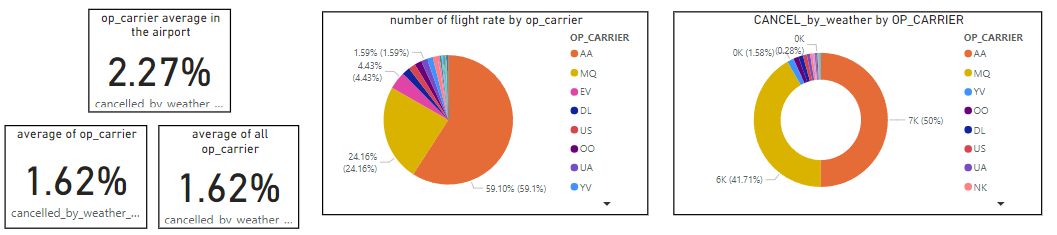 op_carrier average in
the airport
2.27%
cancelled_by_weather_...
average of op_carrier
1.62%
cancelled_by_weather_...
average of all
op_carrier
1.62%
cancelled_by_weather_...
number of flight rate by op_carrier
1.59% (1.59%)
4.43%
(4.43%)
24.16%
(24.16%)
59.10% (59.1%)
OP_CARRIER
AA
MQ
EV
DL
US
OO
UA
YV
CANCEL_by_weather by OP_CARRIER
0K
(0.28%)
0K (1.58%)
7K (50%)
6K (41.71%)
OP_CARRIER
AA
MQ
YV
OO
DL
US
UA
NK